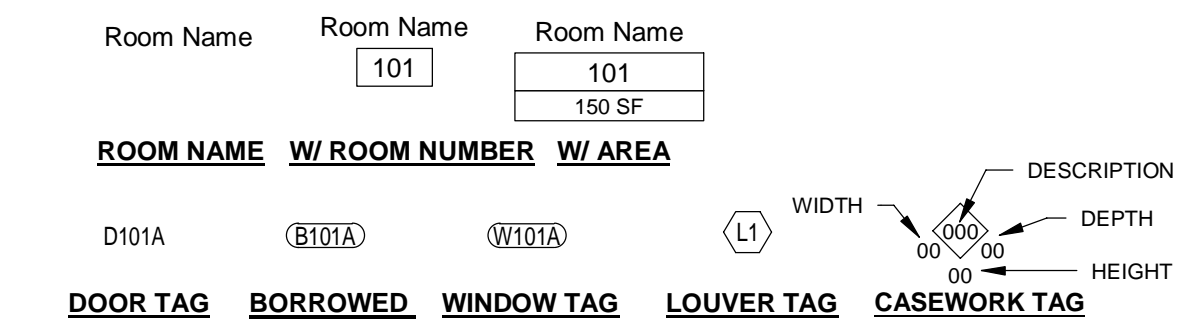 Room Name
Room Name
101
Room Name
101
150 SF
ROOM NAME
W/ ROOM NUMBER
W/ AREA
D101A
B101A
W101A
L1
WIDTH
DESCRIPTION
000
00
00
DEPTH
00
HEIGHT
DOOR TAG
BORROWED
WINDOW TAG
LOUVER TAG
CASEWORK TAG